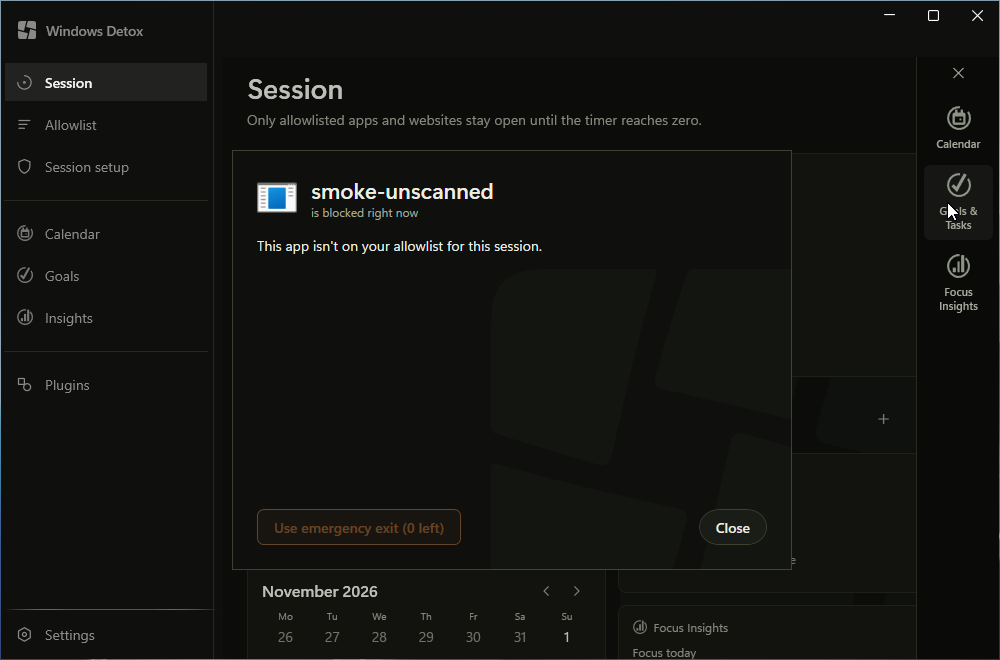 Windows Detox
Session
Allowlist
Session setup
Calendar
Goals
Insights
Plugins
Settings
Session
Only allowlisted apps and websites stay open until the timer reaches zero.
smoke-unscanned
is blocked right now
This app isn't on your allowlist for this session.
Use emergency exit (0 left)
Close
November 2026
Mo Tu We Th Fr Sa Su
26 27 28 29 30 31 1
Focus Insights
Focus today
Calendar
Tasks
Focus
Insights